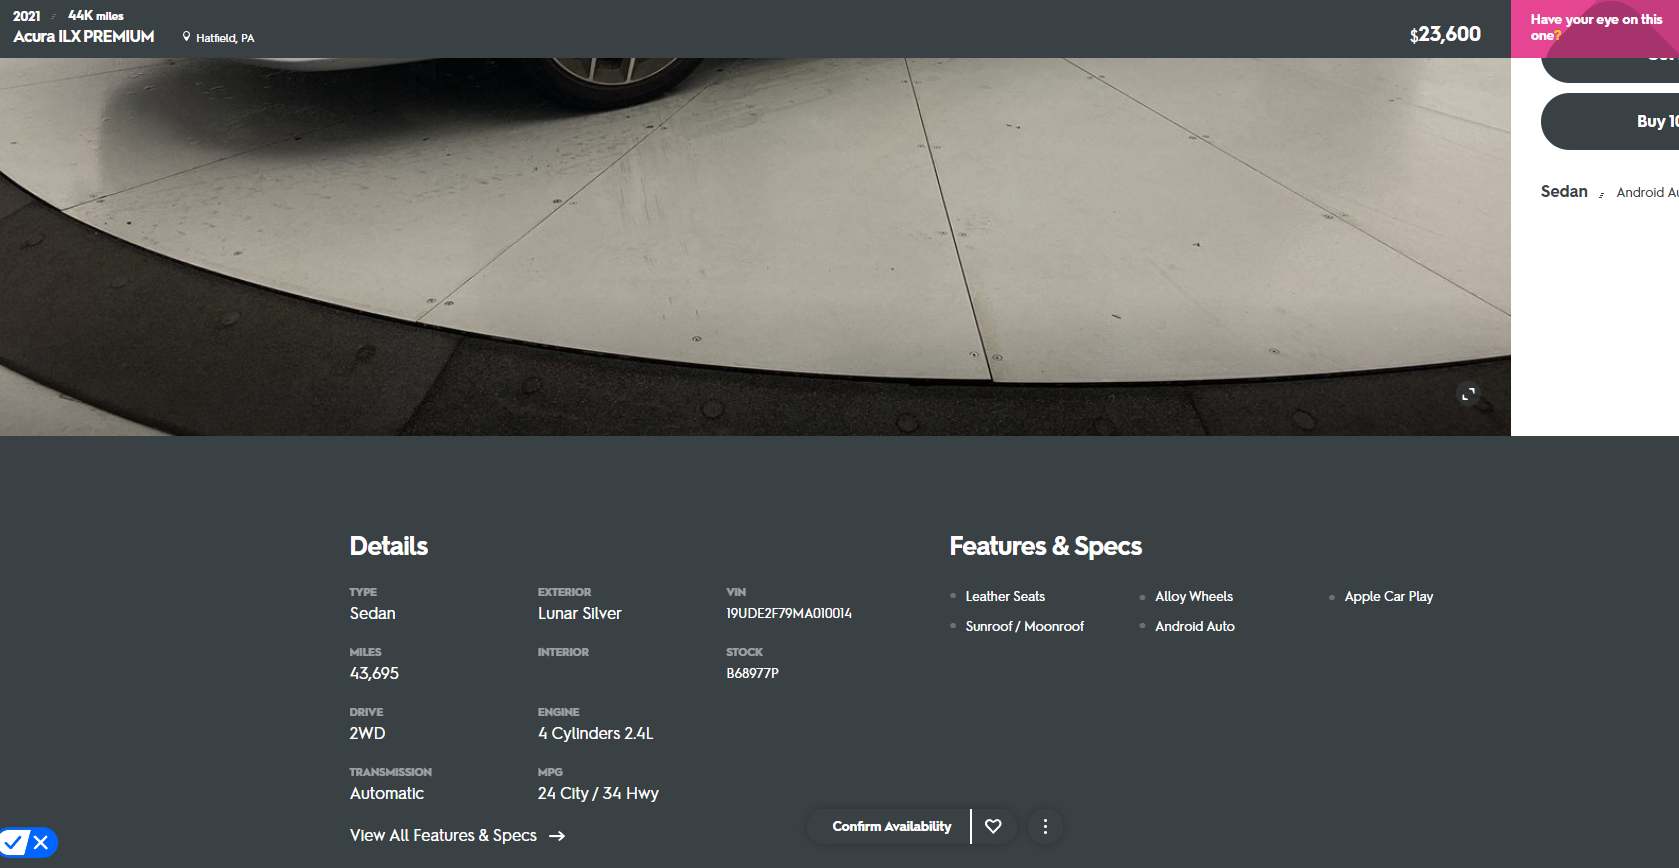 2021 44K miles
Acura ILX PREMIUM Hatfield, PA
$23,600
Have your eye on this
one?
Buy
Sedan Android
Details
TYPE EXTERIOR VIN
Sedan Lunar Silver 19UDE2F79MA010014
MILES INTERIOR STOCK
43,695 B68977P
DRIVE ENGINE
2WD 4 Cylinders 2.4L
TRANSMISSION MPG
Automatic 24 City / 34 Hwy
View All Features & Specs →
Features & Specs
Leather Seats Alloy Wheels Apple Car Play
Sunroof / Moonroof Android Auto
Confirm Availability